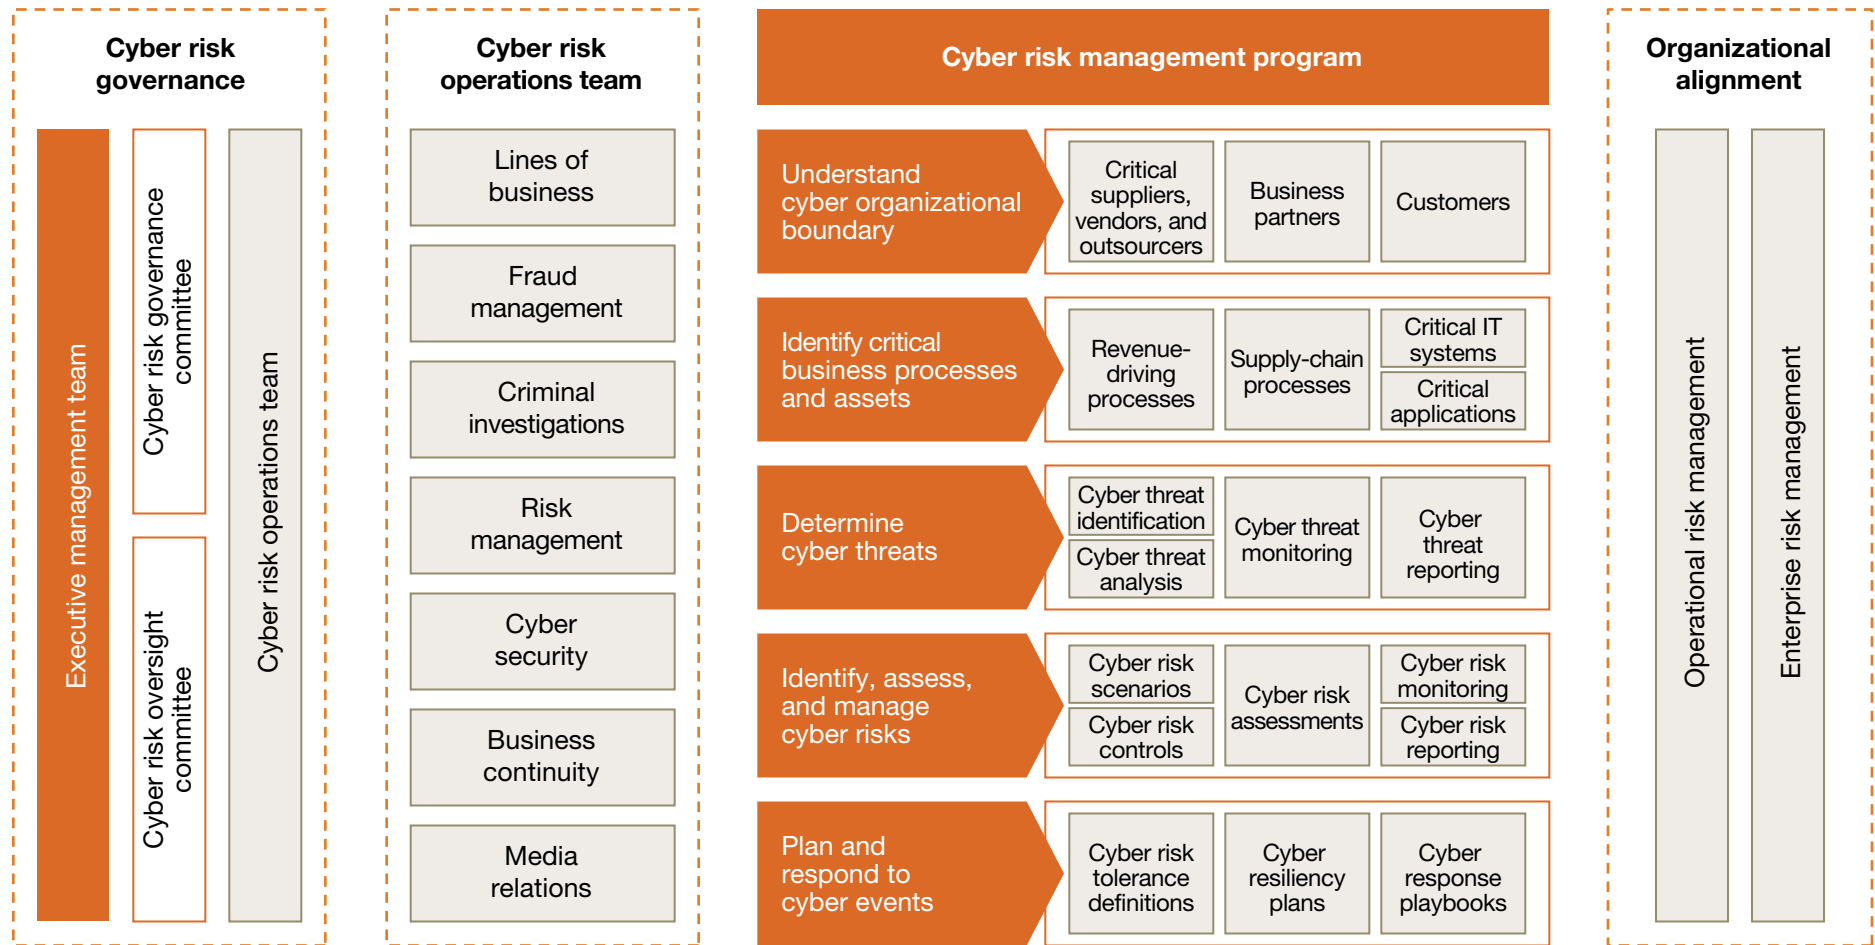 Cyber risk
governance
Executive management team
Cyber risk governance
committee
Cyber risk oversight
committee
Cyber risk operations team
Cyber risk
operations team
Lines of
business
Fraud
management
Criminal
investigations
Risk
management
Cyber
security
Business
continuity
Media
relations
Cyber risk management program
Understand
cyber organizational
boundary
Critical
suppliers,
vendors, and
outsourcers
Business
partners
Customers
Identify critical
business processes
and assets
Revenue-
driving
processes
Supply-chain
processes
Critical IT
systems
Critical
applications
Determine
cyber threats
Cyber threat
identification
Cyber threat
analysis
Cyber threat
monitoring
Cyber
threat
reporting
Identify, assess,
and manage
cyber risks
Cyber risk
scenarios
Cyber risk
controls
Cyber risk
assessments
Cyber risk
monitoring
Cyber risk
reporting
Plan and
respond to
cyber events
Cyber risk
tolerance
definitions
Cyber
resiliency
plans
Cyber
response
playbooks
Organizational
alignment
Operational risk management
Enterprise risk management